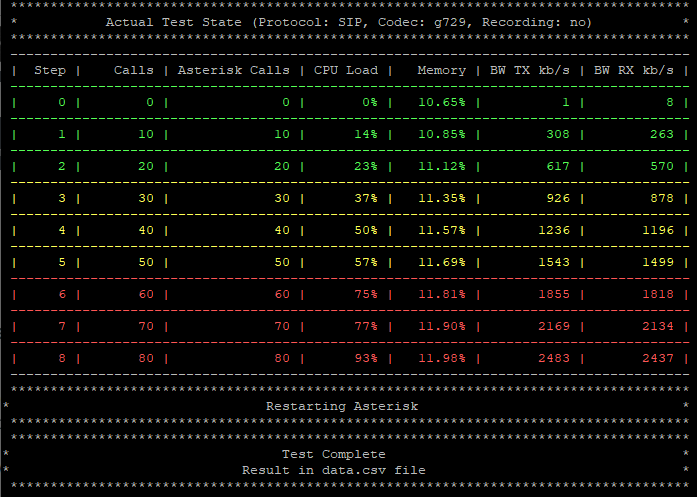 *************************************************************************************
* Actual Test State (Protocol: SIP, Codec: g729, Recording: no) *
*************************************************************************************
-------------------------------------------------------------------------------------
| Step | Calls | Asterisk Calls | CPU Load | Memory | BW TX kb/s | BW RX kb/s |
-------------------------------------------------------------------------------------
| 0 | 0 | 0 | 0% | 10.65% | 1 | 8 |
-------------------------------------------------------------------------------------
| 1 | 10 | 10 | 14% | 10.85% | 308 | 263 |
-------------------------------------------------------------------------------------
| 2 | 20 | 20 | 23% | 11.12% | 617 | 570 |
-------------------------------------------------------------------------------------
| 3 | 30 | 30 | 37% | 11.35% | 926 | 878 |
-------------------------------------------------------------------------------------
| 4 | 40 | 40 | 50% | 11.57% | 1236 | 1196 |
-------------------------------------------------------------------------------------
| 5 | 50 | 50 | 57% | 11.69% | 1543 | 1499 |
-------------------------------------------------------------------------------------
| 6 | 60 | 60 | 75% | 11.81% | 1855 | 1818 |
-------------------------------------------------------------------------------------
| 7 | 70 | 70 | 77% | 11.90% | 2169 | 2134 |
-------------------------------------------------------------------------------------
| 8 | 80 | 80 | 93% | 11.98% | 2483 | 2437 |
-------------------------------------------------------------------------------------
*************************************************************************************
* Restarting Asterisk *
*************************************************************************************
*************************************************************************************
* Test Complete *
* Result in data.csv file *
*************************************************************************************